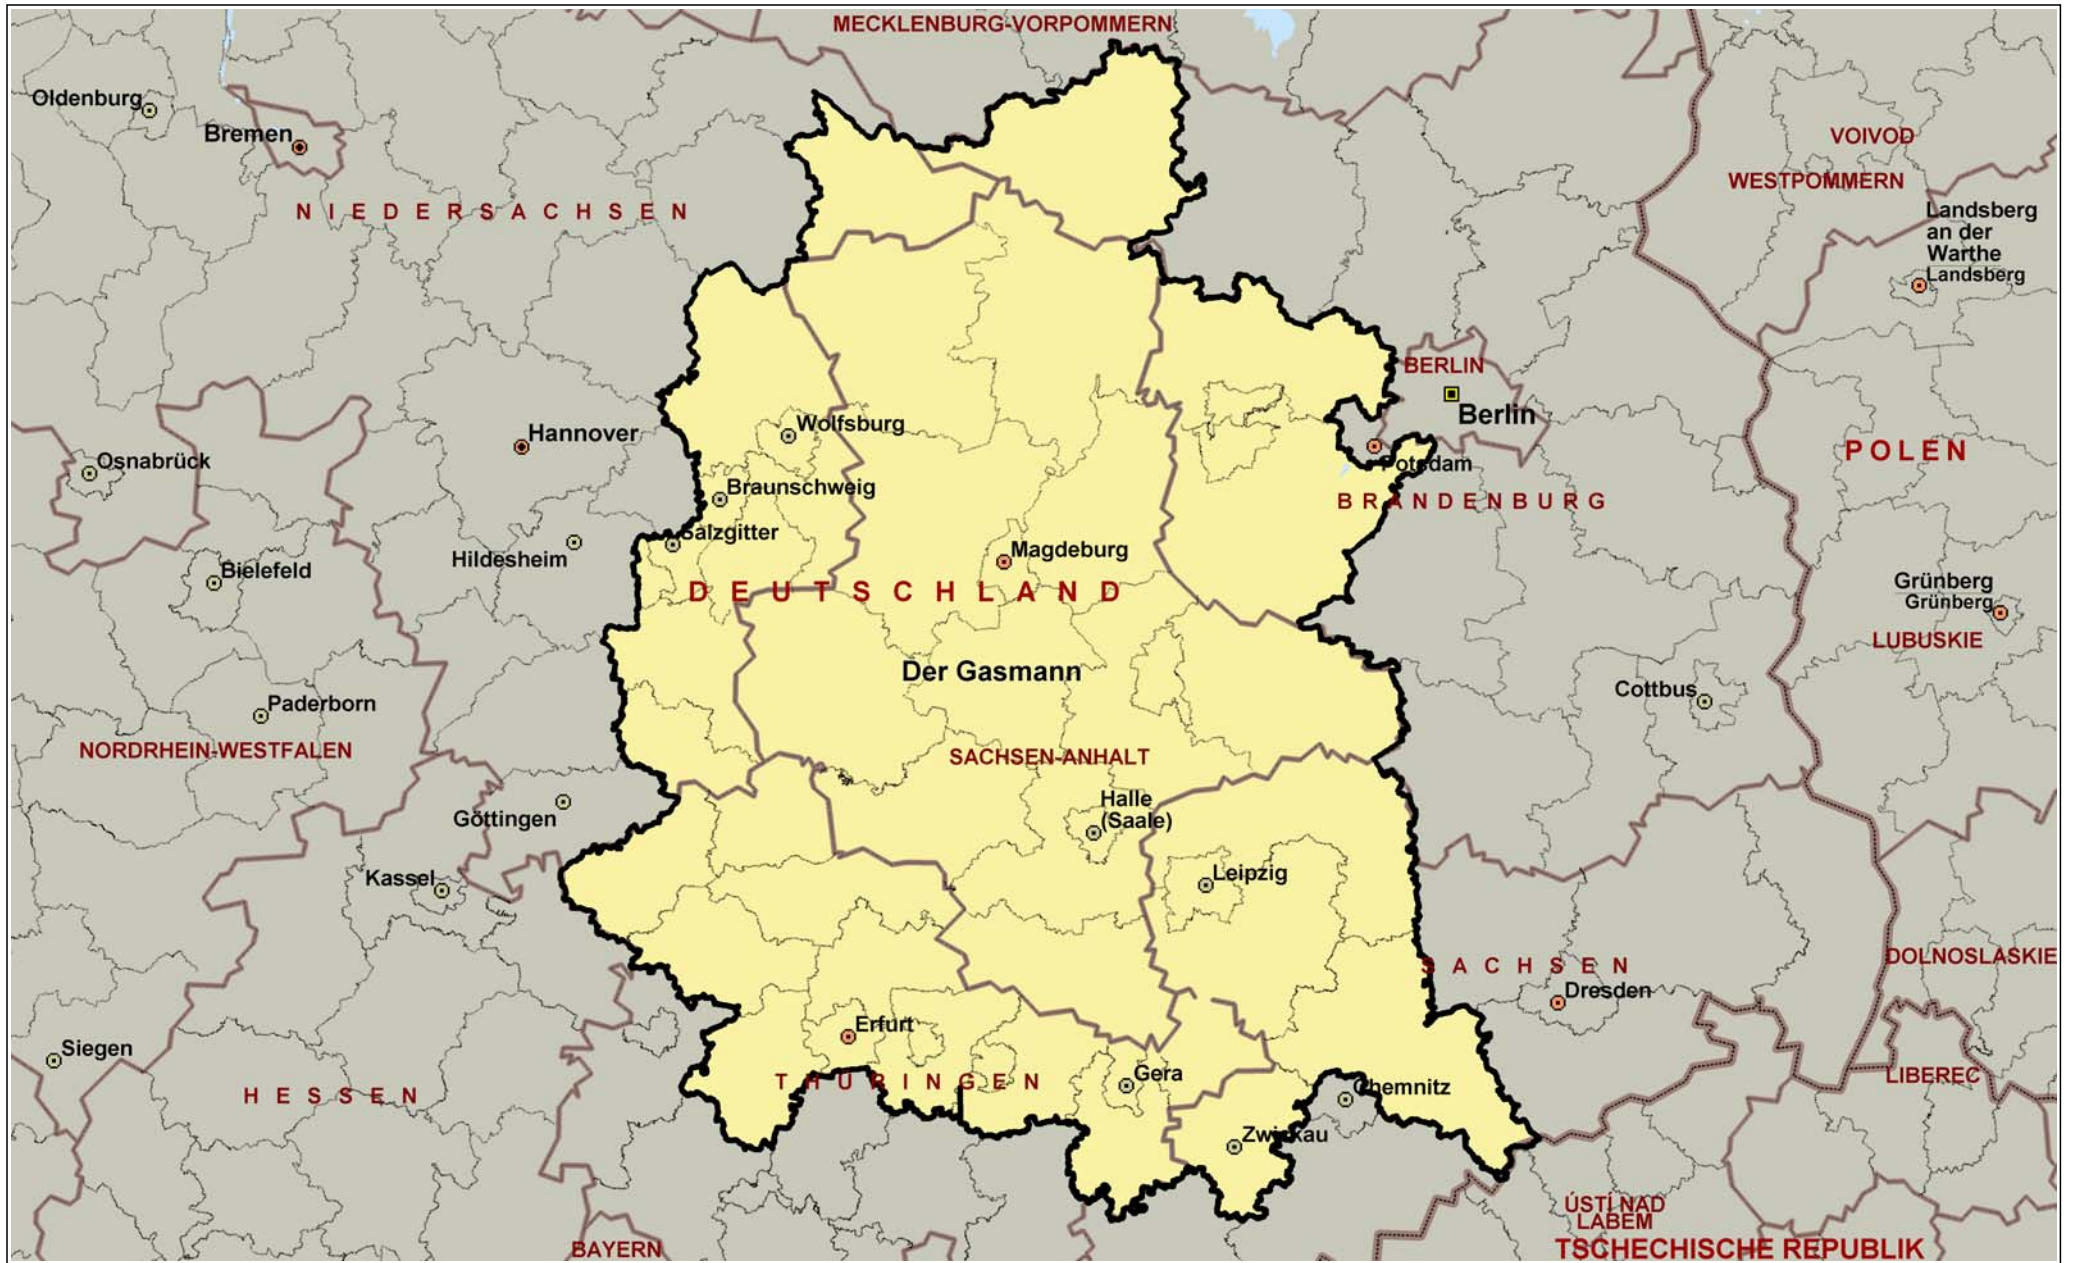 MECKLENBURG-VORPOMMERN
Oldenburg
Bremen
VOIVOD
WESTPOMMERN
NIEDERSACHSEN
Landsberg
an der
Warthe
Landsberg
BERLIN
Berlin
Wolfsburg
Hannover
Osnabrück
POLEN
Potsdam
Braunschweig
BRANDENBURG
Salzgitter
Hildesheim
Magdeburg
Bielefeld
DEUTSCHLAND
Grünberg
Grünberg
LUBUSKIE
Der Gasmann
Cottbus
Paderborn
NORDRHEIN-WESTFALEN
SACHSEN-ANHALT
Göttingen
Halle
(Saale)
Kassel
Leipzig
DOLNOSLASKIE
SACHSEN
Dresden
Erfurt
Siegen
Gera
THÜRINGEN
LIBEREC
HESSEN
Chemnitz
Zwickau
ÚSTÍ NAD
LABEM
BAYERN
TSCHECHISCHE REPUBLIK